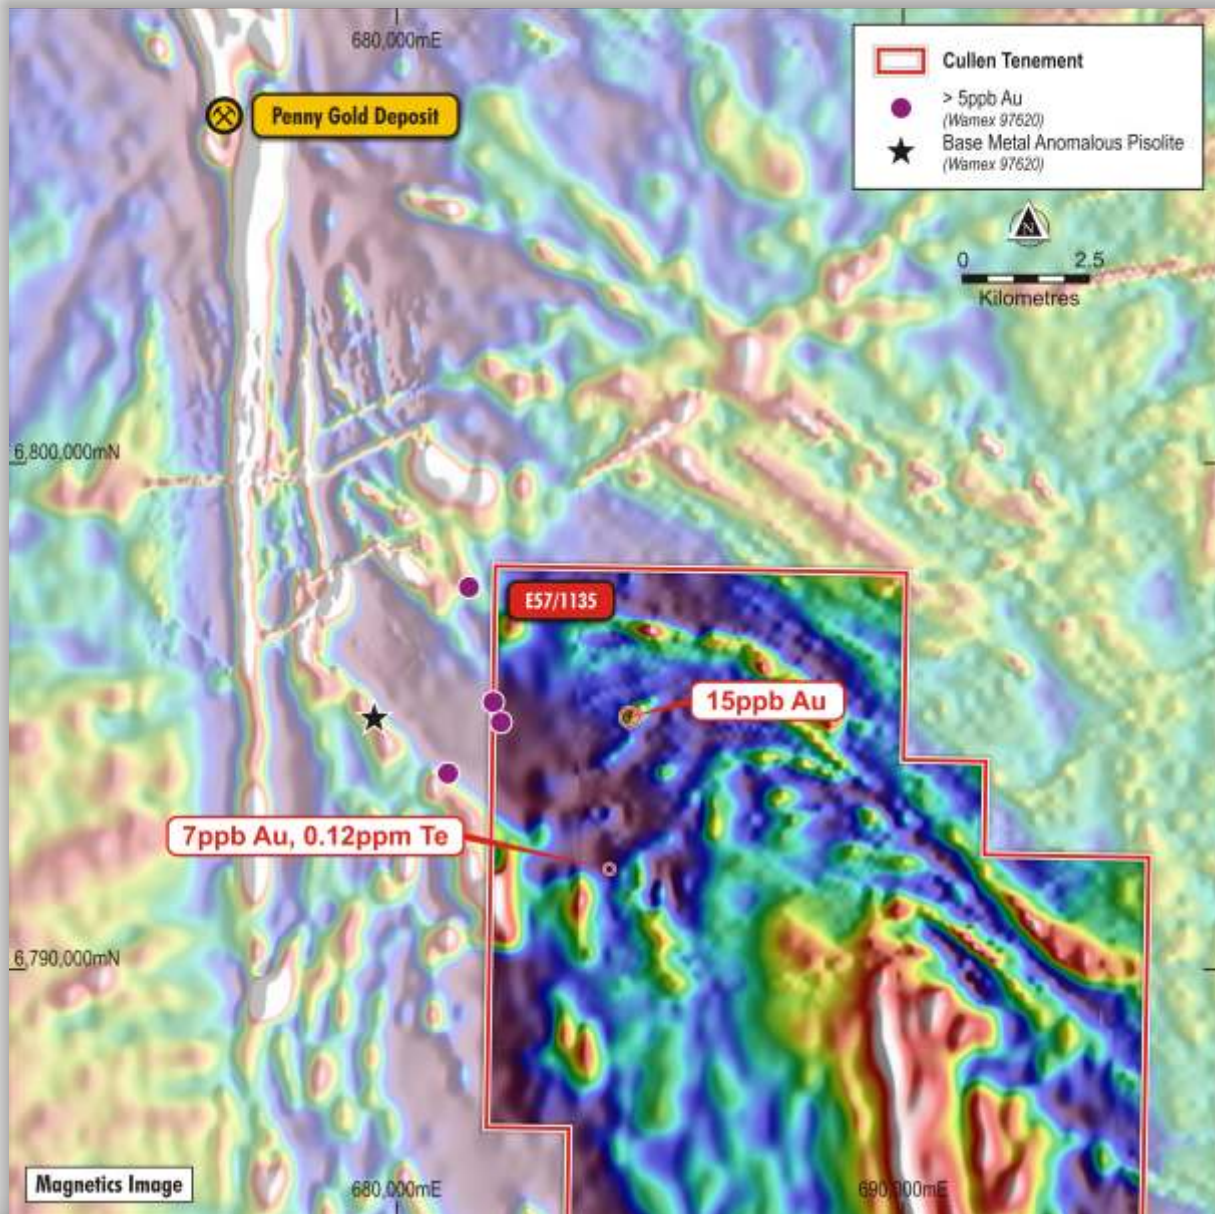 680,000mE
Cullen Tenement
> 5ppb Au
(Wamex 97620)
Base Metal Anomalous Pisolite
(Wamex 97620)
Penny Gold Deposit
N
0 2.5
Kilometres
6,800,000mN
E57/1135
15ppb Au
7ppb Au, 0.12ppm Te
6,790,000mN
Magnetics Image
680,000mE
690,000mE